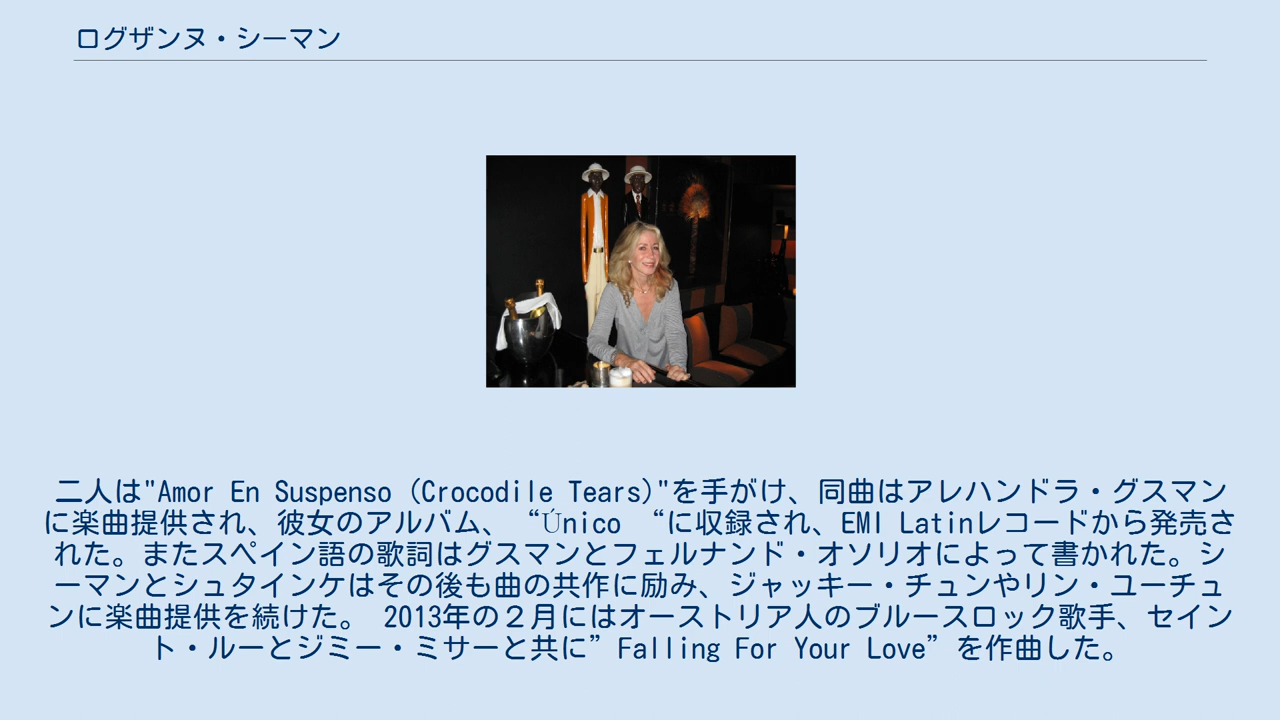 ログザンヌ・シーマン
二人は"Amor En Suspenso (Crocodile Tears)"を手がけ、同曲はアレハンドラ・グスマン
に楽曲提供され、彼女のアルバム、“Único “に収録され、EMI Latinレコードから発売さ
れた。またスペイン語の歌詞はグスマンとフェルナンド・オソリオによって書かれた。シ
ーマンとシュタインケはその後も曲の共作に励み、ジャッキー・チュンやリン・ユーチュ
ンに楽曲提供を続けた。 2013年の２月にはオーストリア人のブルースロック歌手、セイン
ト・ルーとジミー・ミサーと共に”Falling For Your Love”を作曲した。